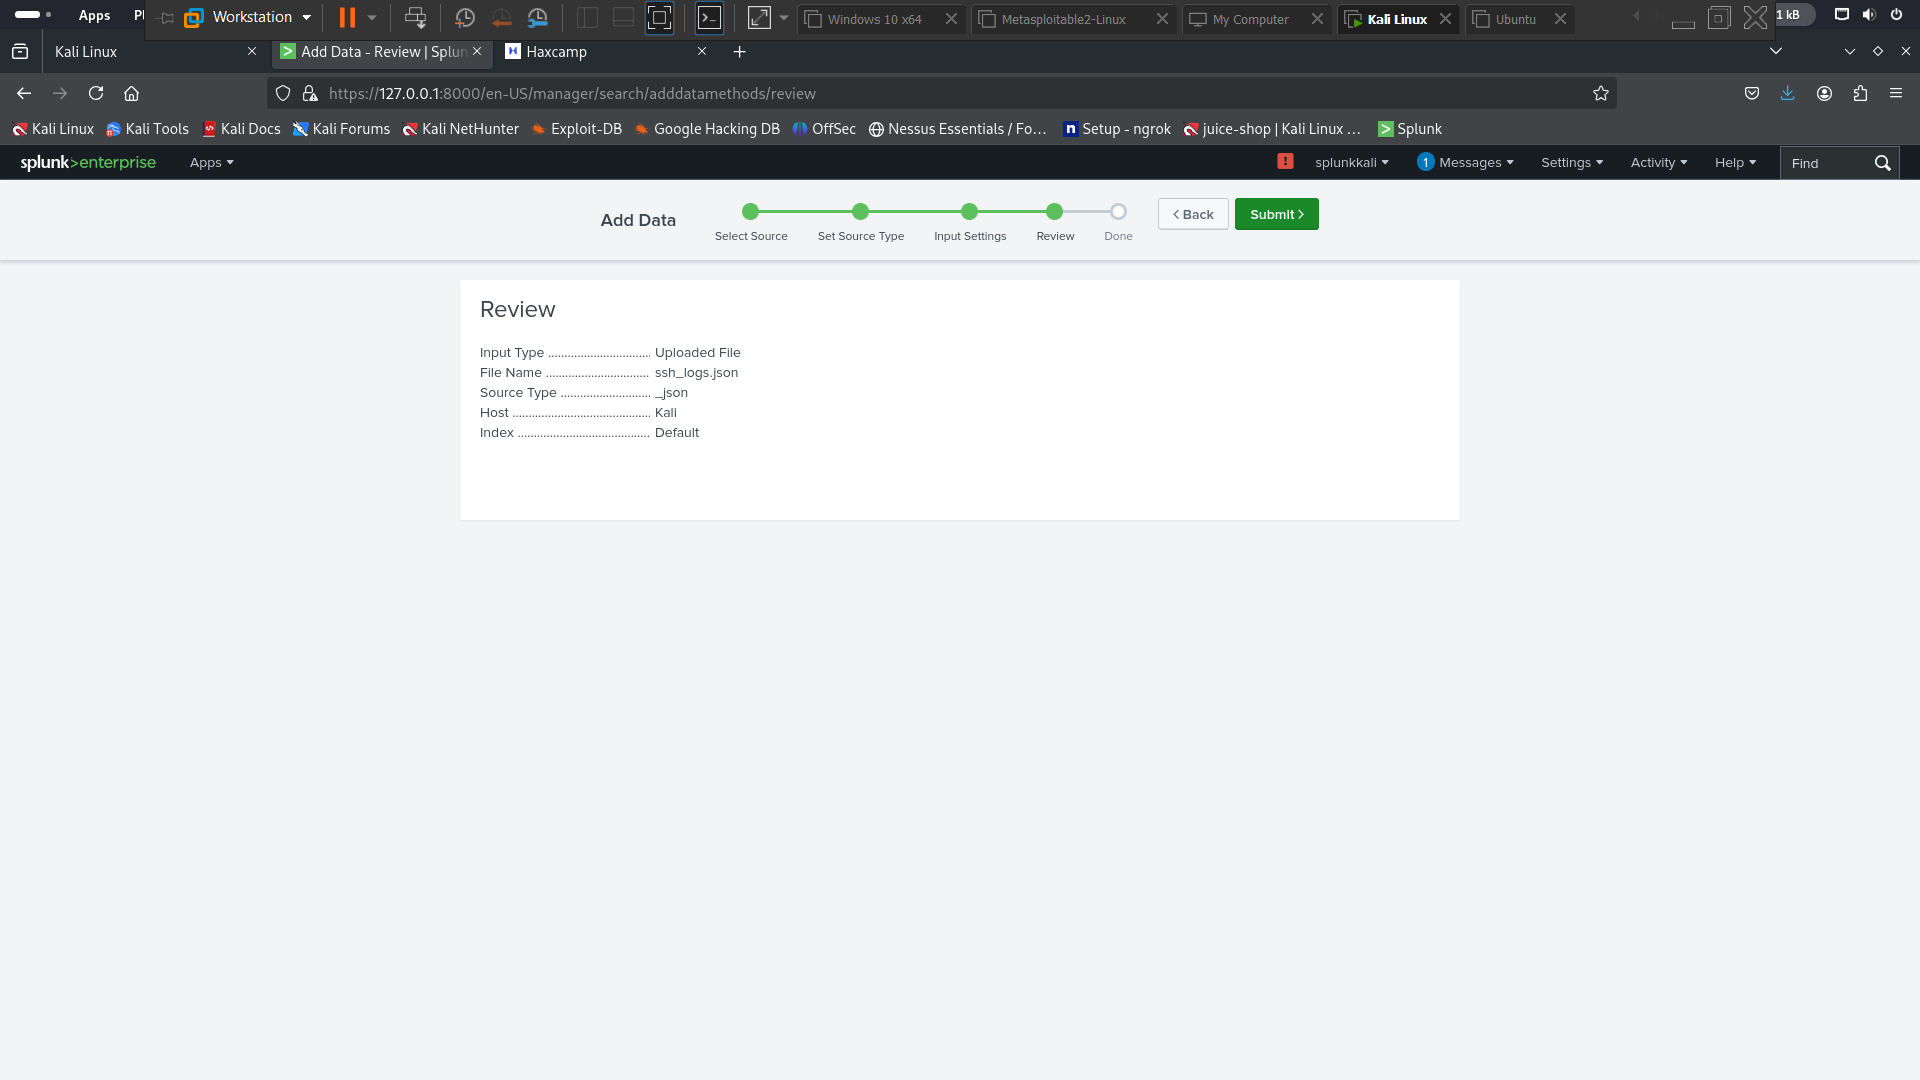 Apps
Workstation
Windows 10 x64
Metasploitable2-Linux
My Computer
Kali Linux
Ubuntu
1 kB
Kali Linux
Add Data - Review | Splun
Haxcamp
https://127.0.0.1:8000/en-US/manager/search/adddatamethods/review
Kali Linux
Kali Tools
Kali Docs
Kali Forums
Kali NetHunter
Exploit-DB
Google Hacking DB
OffSec
Nessus Essentials / Fo...
Setup - ngrok
juice-shop | Kali Linux ...
Splunk
splunk>enterprise
Apps
!
splunkkali
1 Messages
Settings
Activity
Help
Find
Add Data
Select Source
Set Source Type
Input Settings
Review
Done
< Back
Submit >
Review
Input Type ................................ Uploaded File
File Name ................................ ssh_logs.json
Source Type ............................ _json
Host ........................................... Kali
Index ......................................... Default